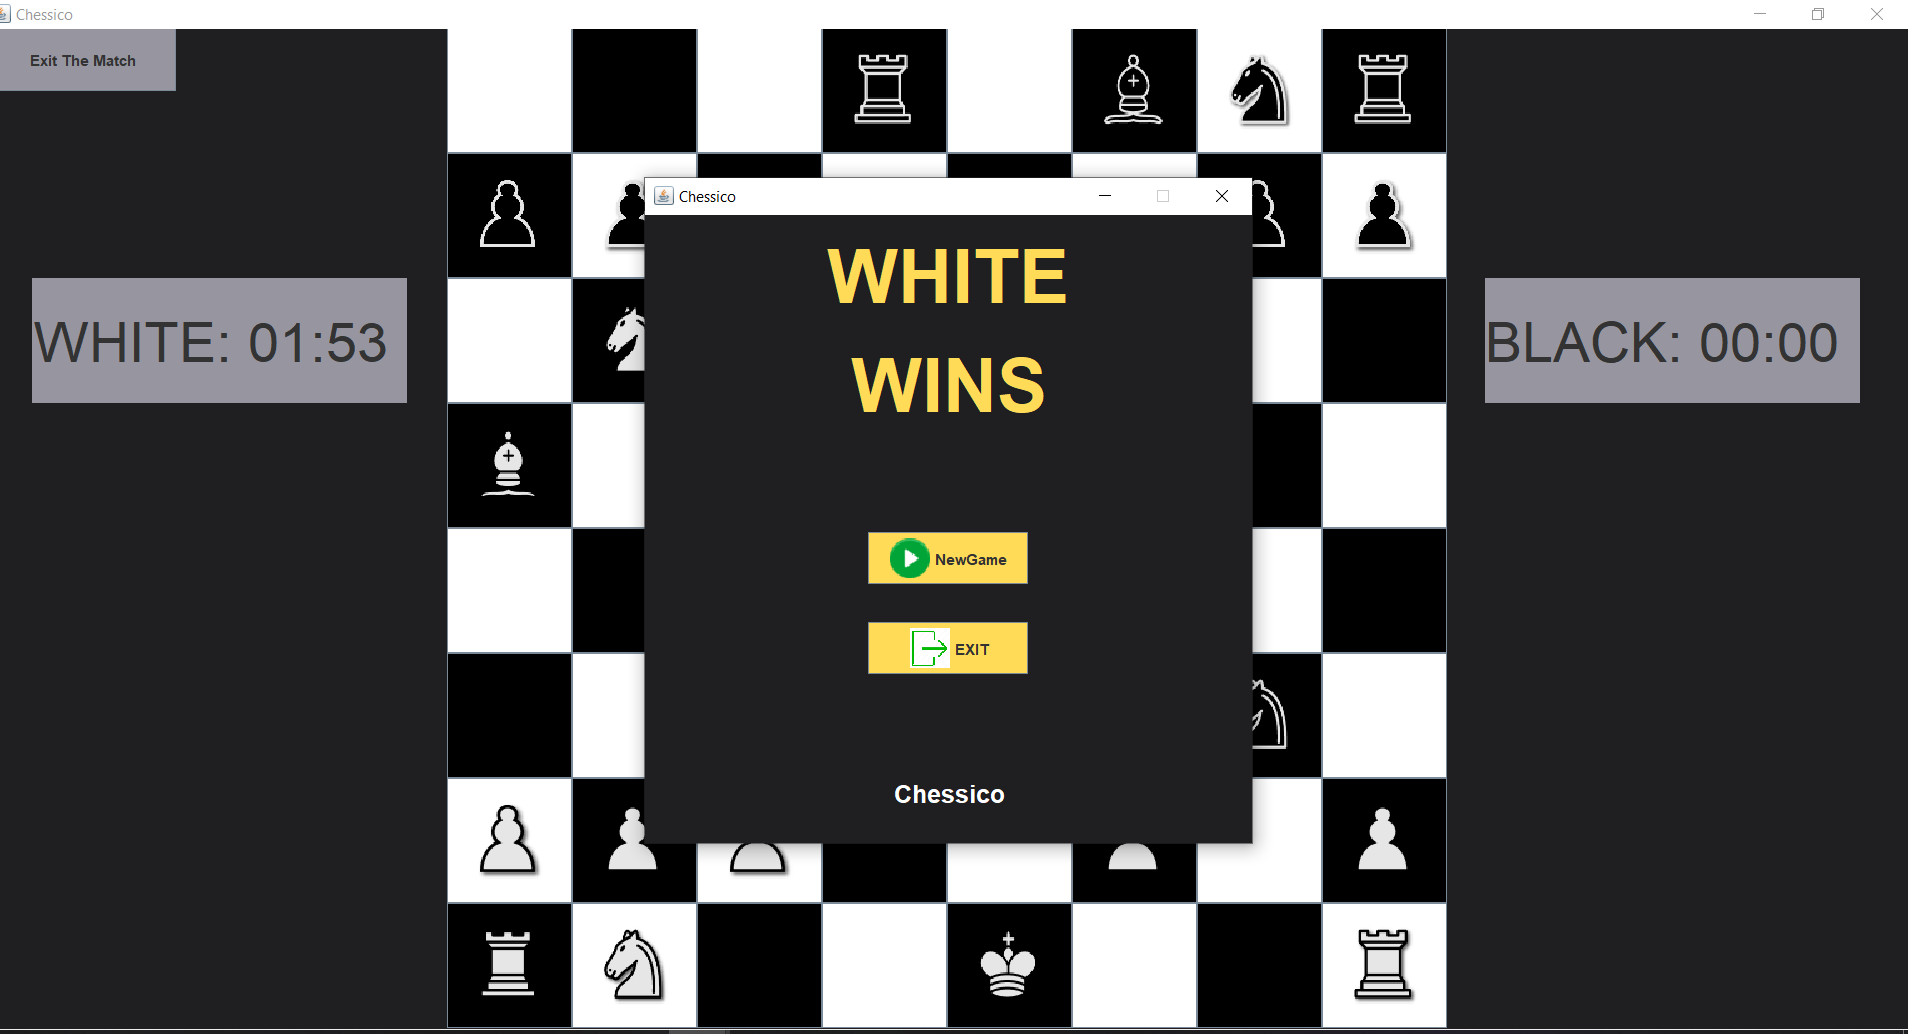 Chessico
Exit The Match
Chessico
WHITE
WINS
WHITE: 01:53
BLACK: 00:00
NewGame
EXIT
Chessico